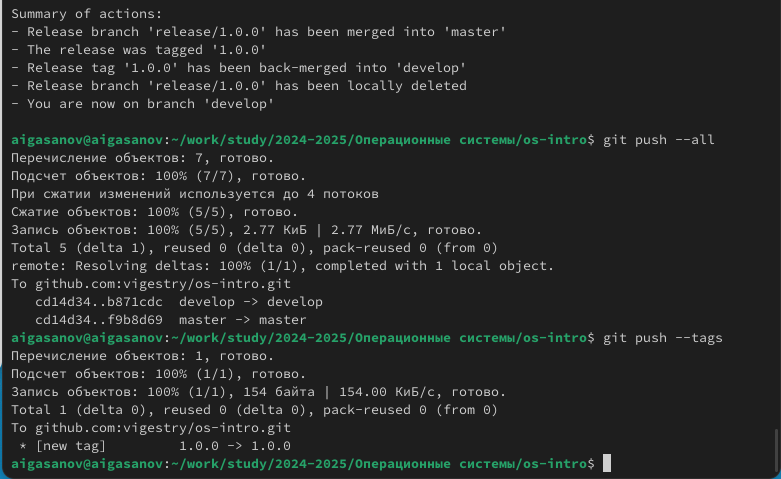 Summary of actions:
- Release branch 'release/1.0.0' has been merged into 'master'
- The release was tagged '1.0.0'
- Release tag '1.0.0' has been back-merged into 'develop'
- Release branch 'release/1.0.0' has been locally deleted
- You are now on branch 'develop'
aigasanov@aigasanov:~/work/study/2024-2025/Операционные системы/os-intro$ git push --all
Перечисление объектов: 7, готово.
Подсчет объектов: 100% (7/7), готово.
При сжатии изменений используется до 4 потоков
Сжатие объектов: 100% (5/5), готово.
Запись объектов: 100% (5/5), 2.77 КиБ | 2.77 МиБ/с, готово.
Total 5 (delta 1), reused 0 (delta 0), pack-reused 0 (from 0)
remote: Resolving deltas: 100% (1/1), completed with 1 local object.
To github.com:vigestry/os-intro.git
   cd14d34..b871cdc  develop -> develop
   cd14d34..f9b8d69  master -> master
aigasanov@aigasanov:~/work/study/2024-2025/Операционные системы/os-intro$ git push --tags
Перечисление объектов: 1, готово.
Подсчет объектов: 100% (1/1), готово.
Запись объектов: 100% (1/1), 154 байта | 154.00 КиБ/с, готово.
Total 1 (delta 0), reused 0 (delta 0), pack-reused 0 (from 0)
To github.com:vigestry/os-intro.git
 * [new tag]         1.0.0 -> 1.0.0
aigasanov@aigasanov:~/work/study/2024-2025/Операционные системы/os-intro$